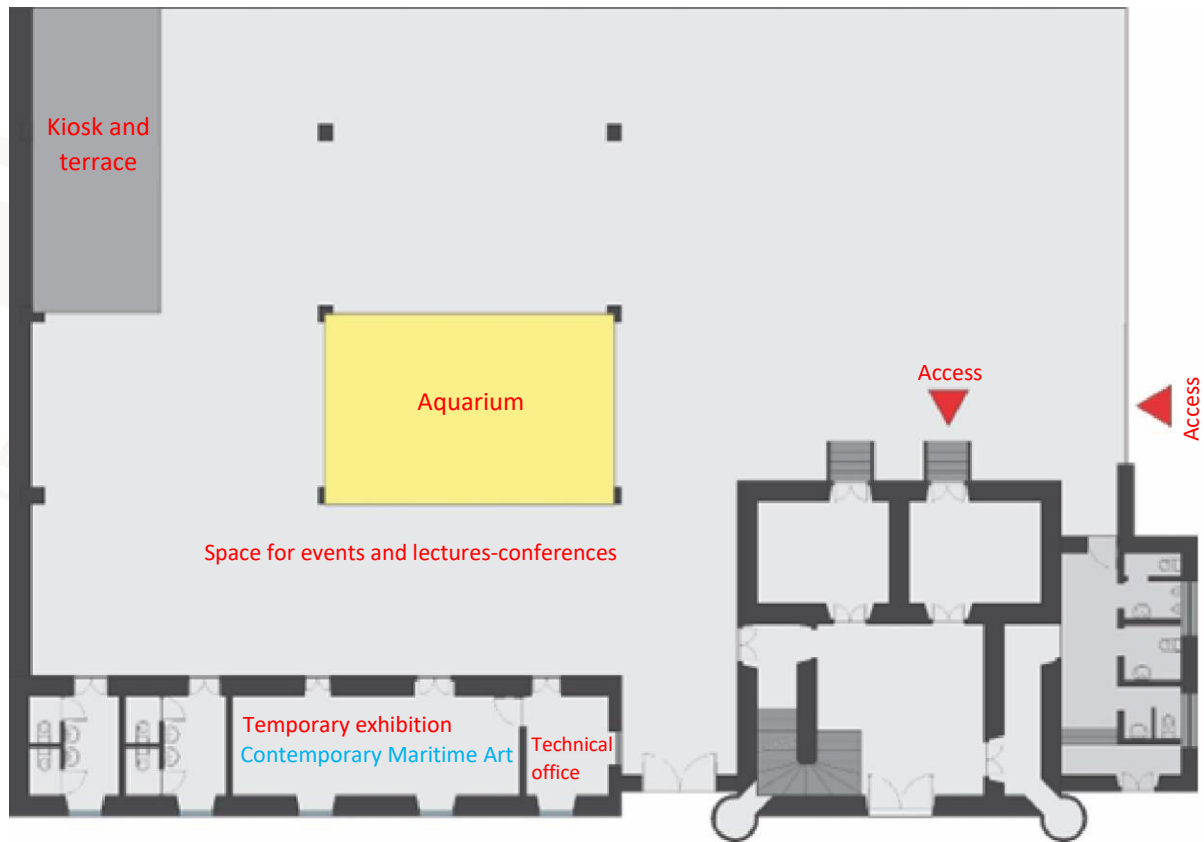 Kiosk and
terrace
Aquarium
Access
Access
Space for events and lectures-conferences
Temporary exhibition
Contemporary Maritime Art
Technical
office